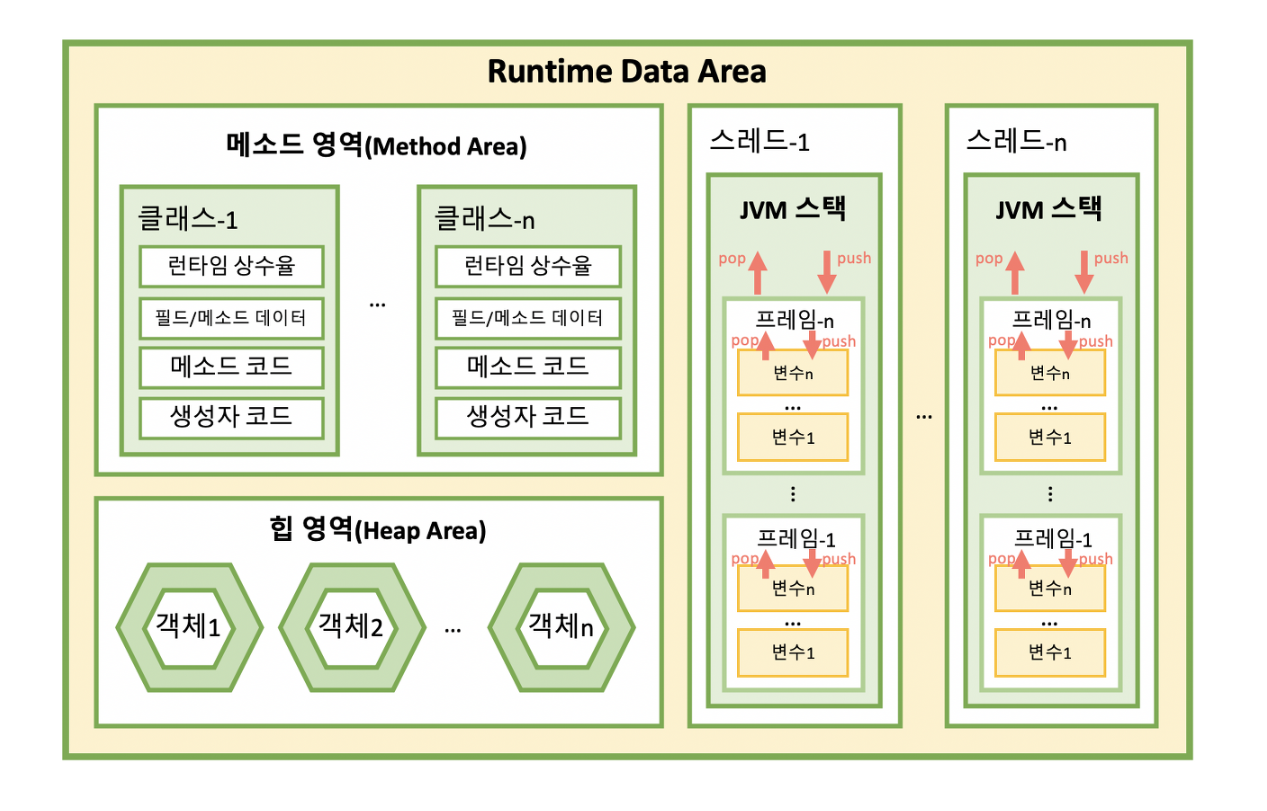 Runtime Data Area
메소드 영역(Method Area)
클래스-1
런타임 상수율
필드/메소드 데이터
메소드 코드
생성자 코드
...
클래스-n
런타임 상수율
필드/메소드 데이터
메소드 코드
생성자 코드
힙 영역(Heap Area)
객체1
객체2
...
객체n
스레드-1
JVM 스택
pop
push
프레임-n
pop
push
변수n
...
변수1
...
프레임-1
pop
push
변수n
...
변수1
...
스레드-n
JVM 스택
pop
push
프레임-n
pop
push
변수n
...
변수1
...
프레임-1
pop
push
변수n
...
변수1